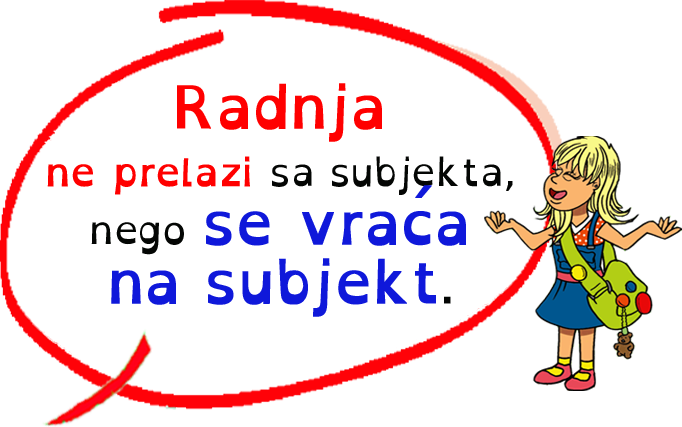 Radnja
ne prelazi sa subjekta,
nego se vraća
na subjekt.